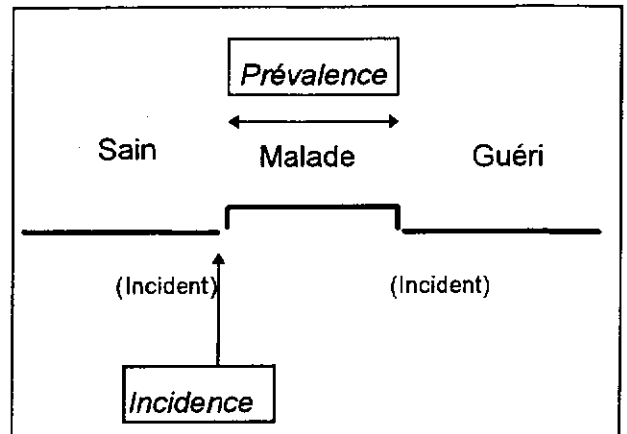 Prévalence
Sain Malade Guéri
(Incident) (Incident)
Incidence